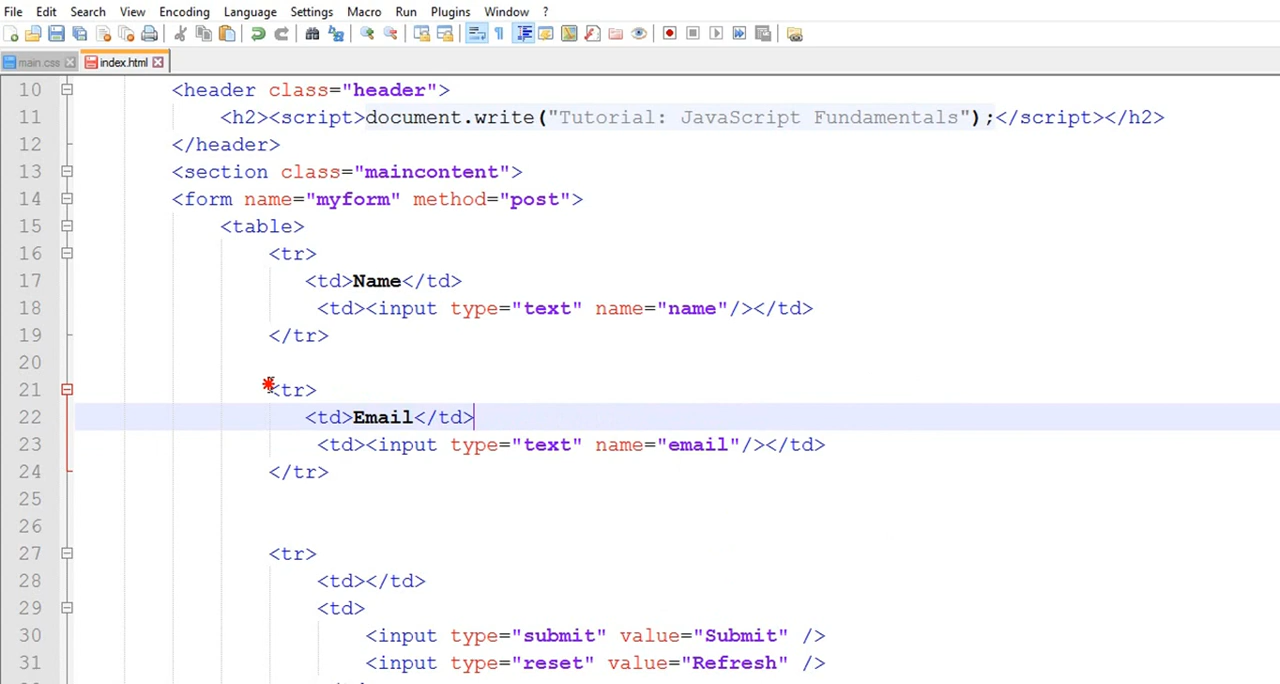 File Edit Search View Encoding Language Settings Macro Run Plugins Window ?
main.css index.html
10 <header class="header">
11 <h2><script>document.write("Tutorial: JavaScript Fundamentals");</script></h2>
12 </header>
13 <section class="maincontent">
14 <form name="myform" method="post">
15 <table>
16 <tr>
17 <td>Name</td>
18 <td><input type="text" name="name"/></td>
19 </tr>
20
21 <tr>
22 <td>Email</td>
23 <td><input type="text" name="email"/></td>
24 </tr>
25
26
27 <tr>
28 <td></td>
29 <td>
30 <input type="submit" value="Submit" />
31 <input type="reset" value="Refresh" />